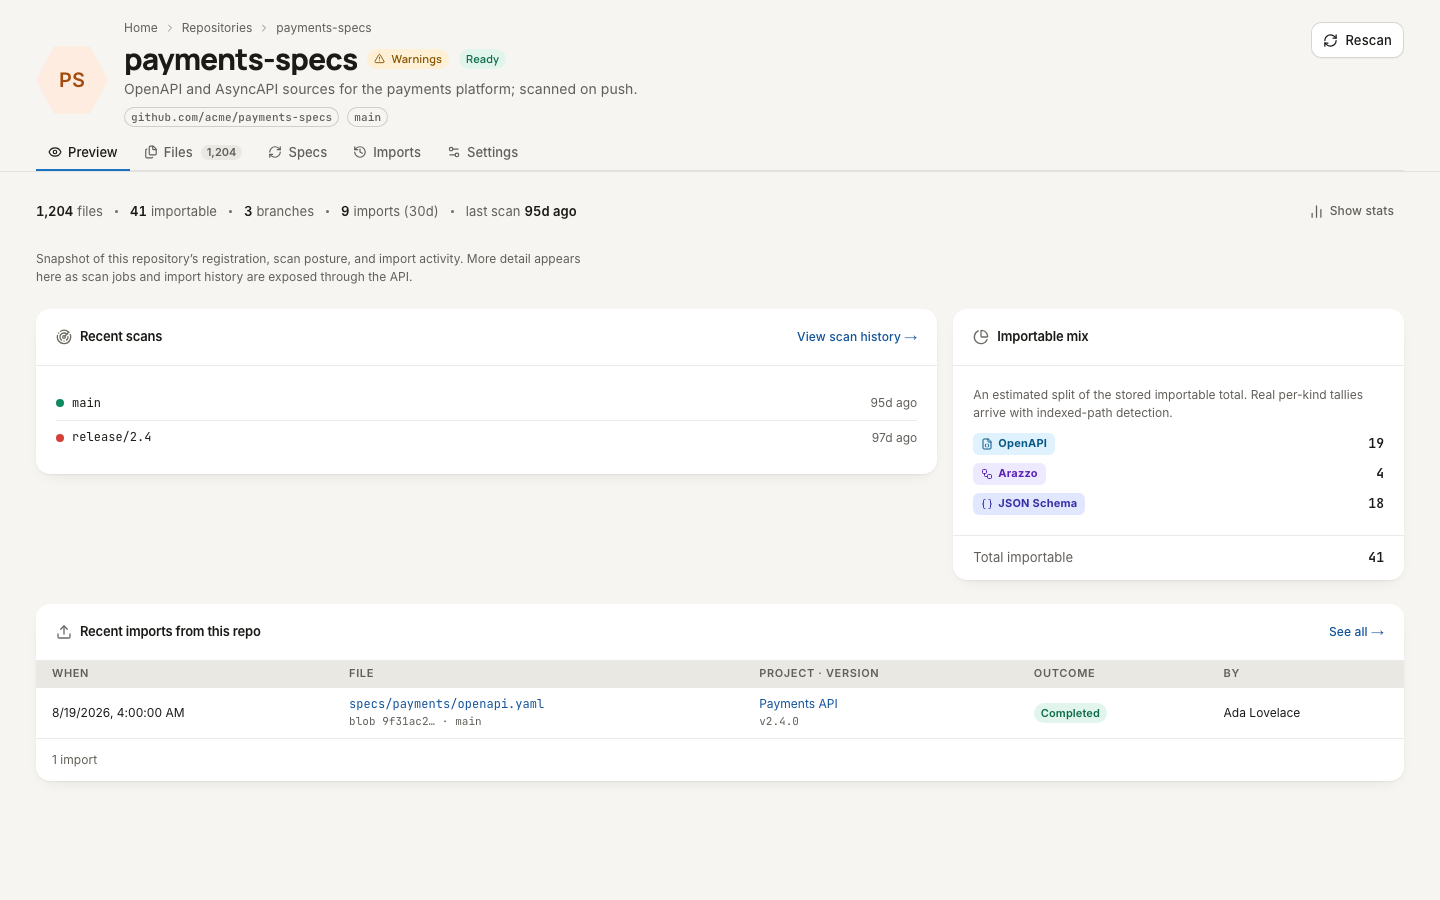 Home > Repositories > payments-specs
Rescan
PS
payments-specs Warnings Ready
OpenAPI and AsyncAPI sources for the payments platform; scanned on push.
github.com/acme/payments-specs main
Preview Files 1,204 Specs Imports Settings
1,204 files • 41 importable • 3 branches • 9 imports (30d) • last scan 95d ago
Show stats
Snapshot of this repository's registration, scan posture, and import activity. More detail appears
here as scan jobs and import history are exposed through the API.
Recent scans View scan history →
main 95d ago
release/2.4 97d ago
Importable mix
An estimated split of the stored importable total. Real per-kind tallies
arrive with indexed-path detection.
OpenAPI 19
Arazzo 4
{} JSON Schema 18
Total importable 41
Recent imports from this repo See all →
WHEN FILE PROJECT · VERSION OUTCOME BY
8/19/2026, 4:00:00 AM specs/payments/openapi.yaml Payments API Completed Ada Lovelace
blob 9f31ac2… · main v2.4.0
1 import